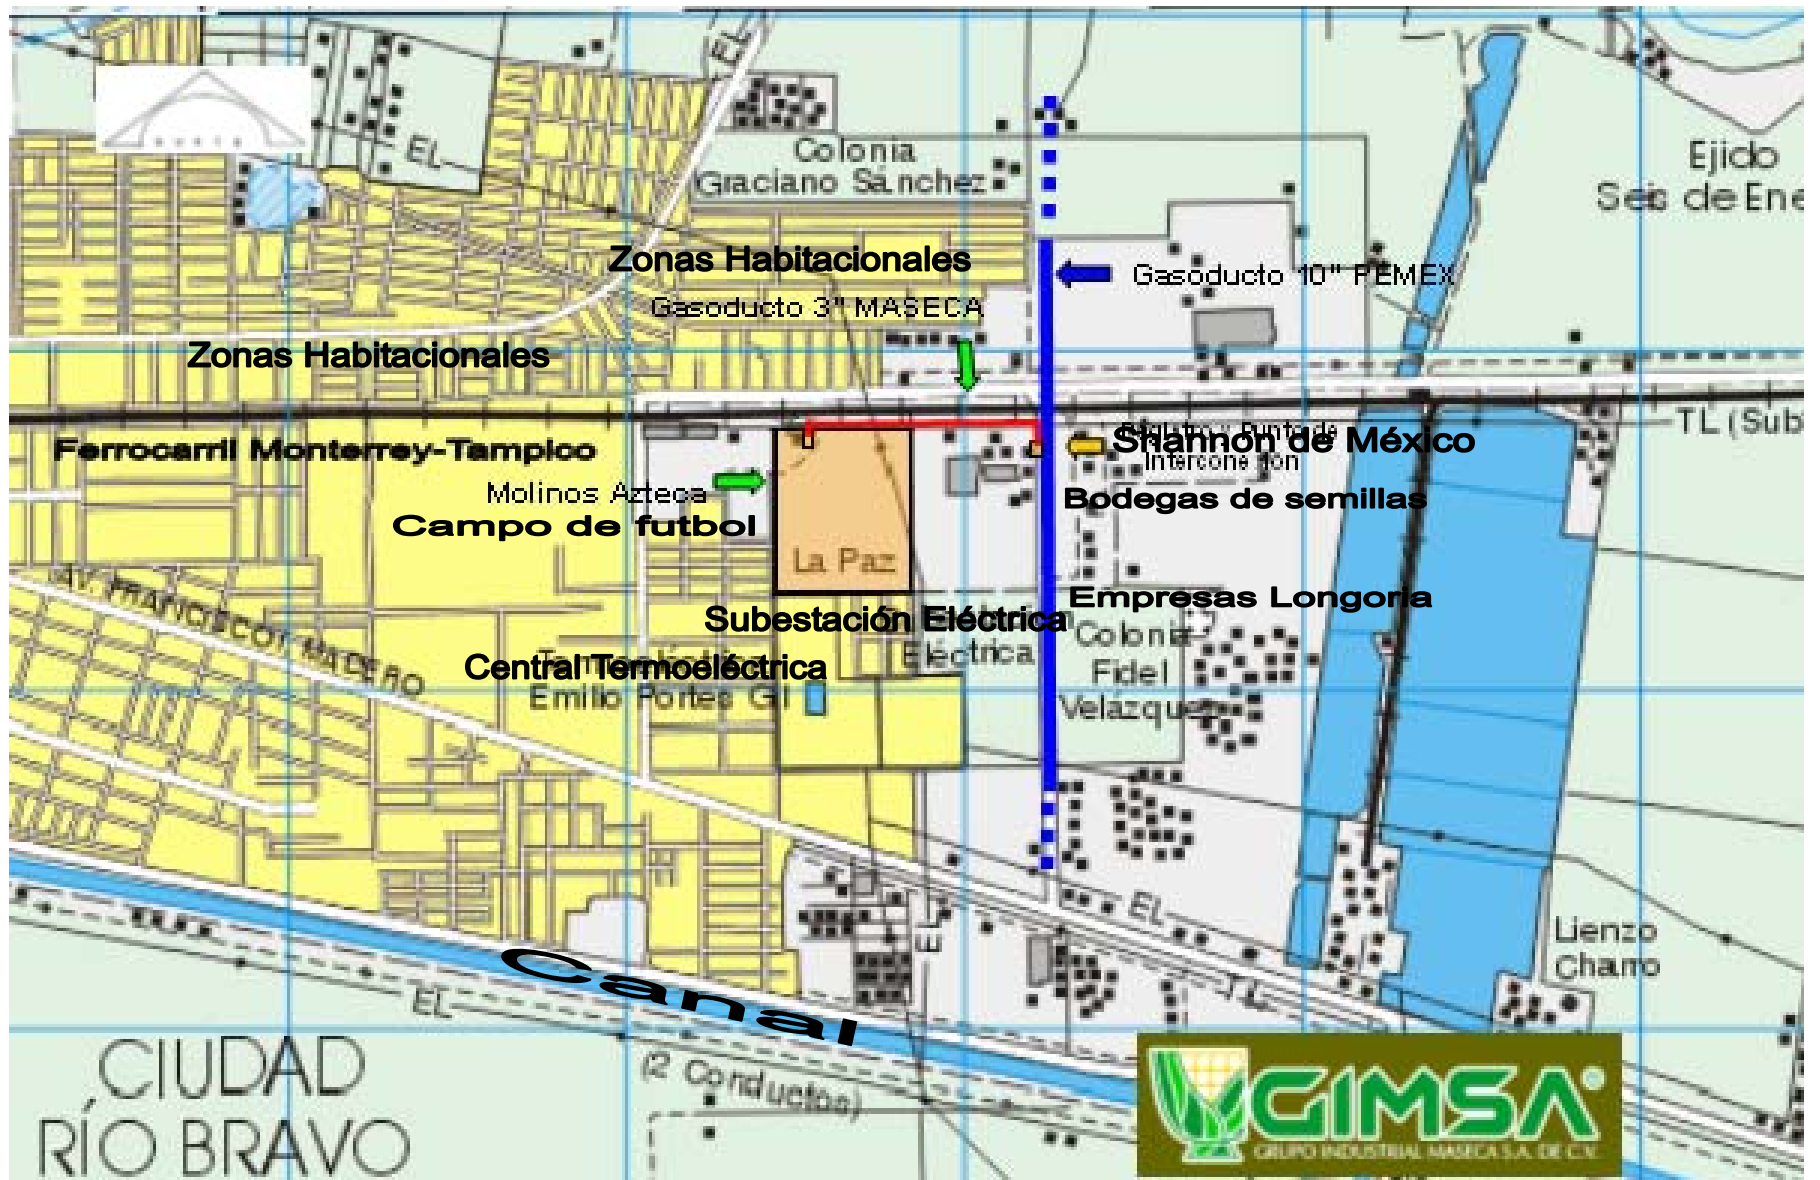 EL
EL
Colonia
Graciano Sánchez
Ejido
Seis de Ene
Zonas Habitacionales
Gasoducto 10" PEMEX
Gasoducto 3" MASECA
Zonas Habitacionales
TL (Sub
Ferrocarril Monterrey-Tampico
Shannon de México
Molinos Azteca
Bodegas de semillas
Campo de futbol
La Paz
AV. FRANCISCO I MADERO
Empresas Longoria
Subestación Eléctrica
Eléctrica
Colonia
Fidel
Velázquez
Central Termoeléctrica
Emilio Portes Gil
EL
EL
Lienzo
Charro
Canal
EL
TL
CIUDAD
RÍO BRAVO
(2 Conductos)
GIMSA
GRUPO INDUSTRIAL MASECA S.A. DE C.V.